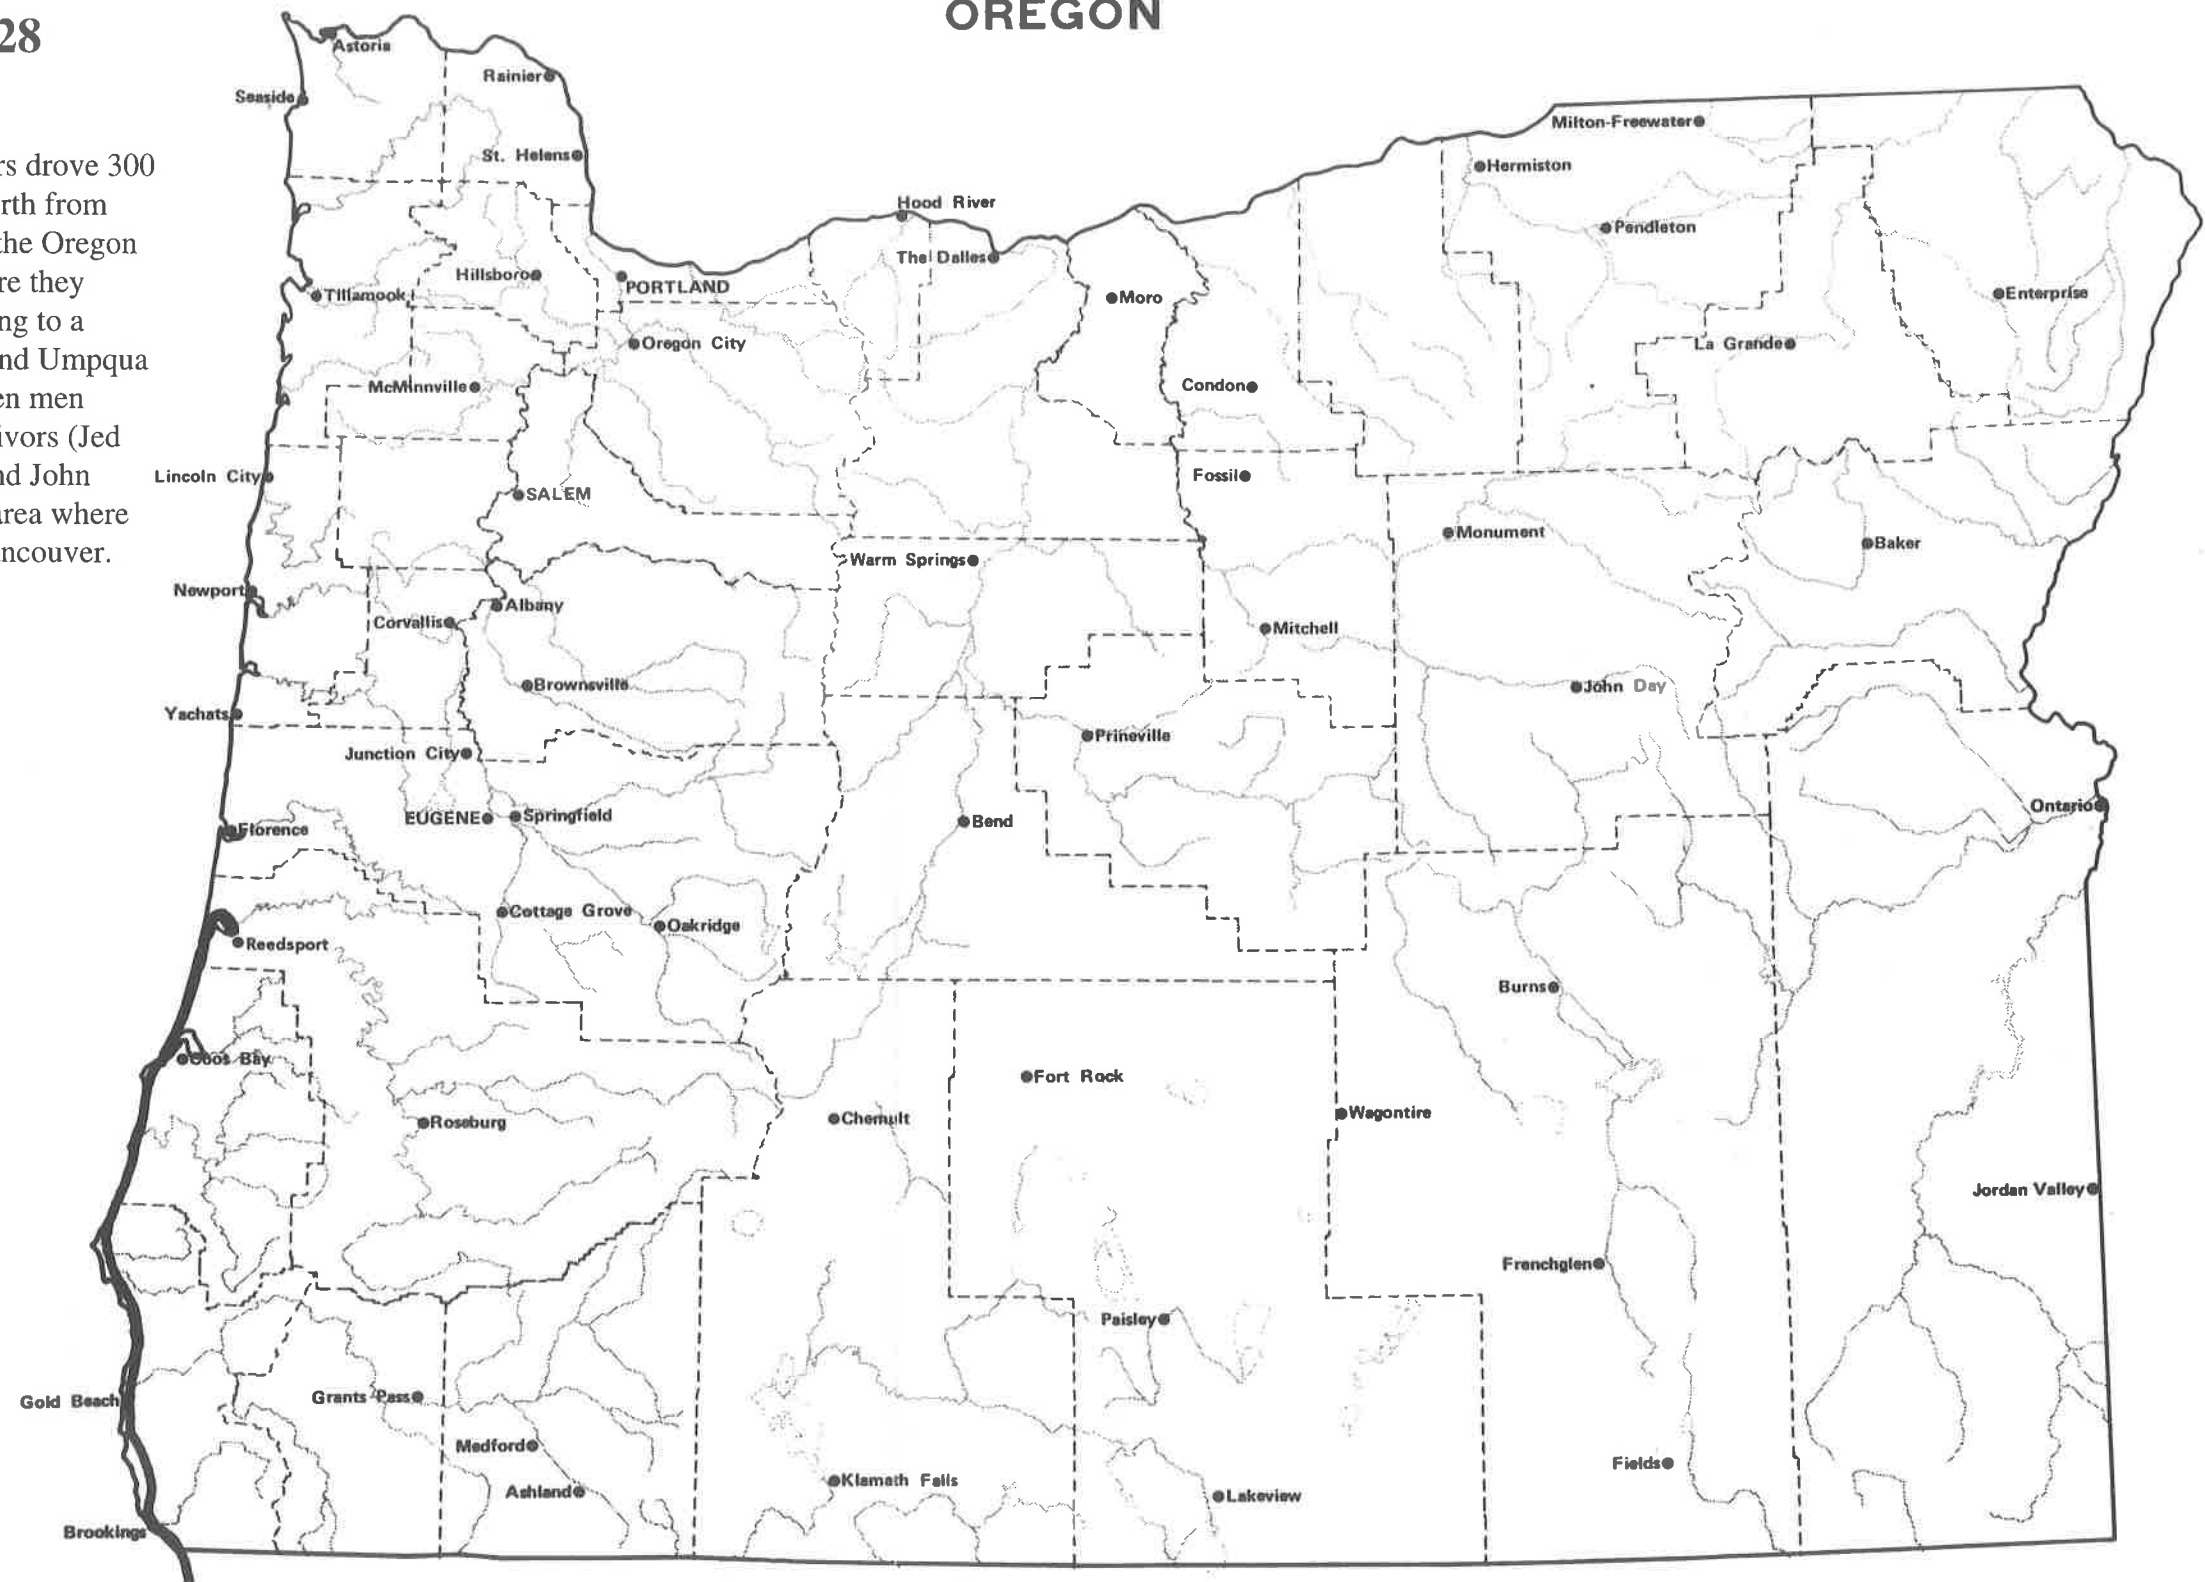 OREGON
28
rs drove 300
rth from
the Oregon
re they
ng to a
nd Umpqua
en men
ivors (Jed
nd John
area where
ancouver.
Astoria
Rainier
Seaside
Milton-Freewater
St. Helens
Hermiston
Hood River
Pendleton
The Dalles
Hillsboro
PORTLAND
Tillamook
Moro
Enterprise
Oregon City
La Grande
McMinnville
Condon
Lincoln City
Fossil
SALEM
Monument
Baker
Warm Springs
Newport
Albany
Corvallis
Mitchell
Brownsville
John Day
Yachats
Prineville
Junction City
Ontario
EUGENE
Springfield
Bend
Florence
Cottage Grove
Oakridge
Reedsport
Burns
Coos Bay
Fort Rock
Wagontire
Chemult
Roseburg
Jordan Valley
Frenchglen
Paisley
Grants Pass
Gold Beach
Medford
Fields
Klamath Falls
Ashland
Lakeview
Brookings